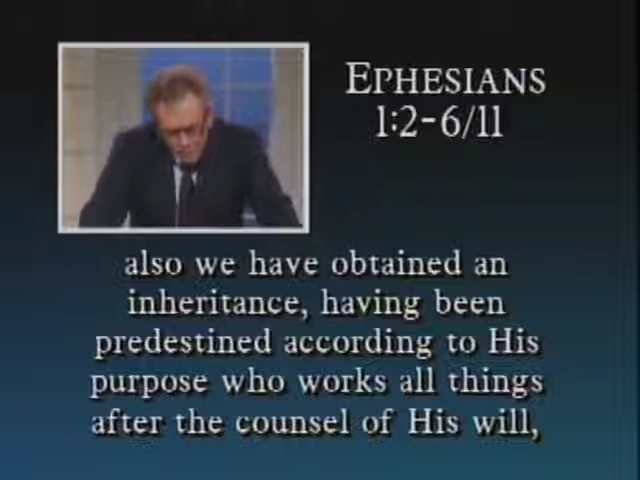 EPHESIANS
1:2-6/11
also we have obtained an
inheritance, having been
predestined according to His
purpose who works all things
after the counsel of His will,